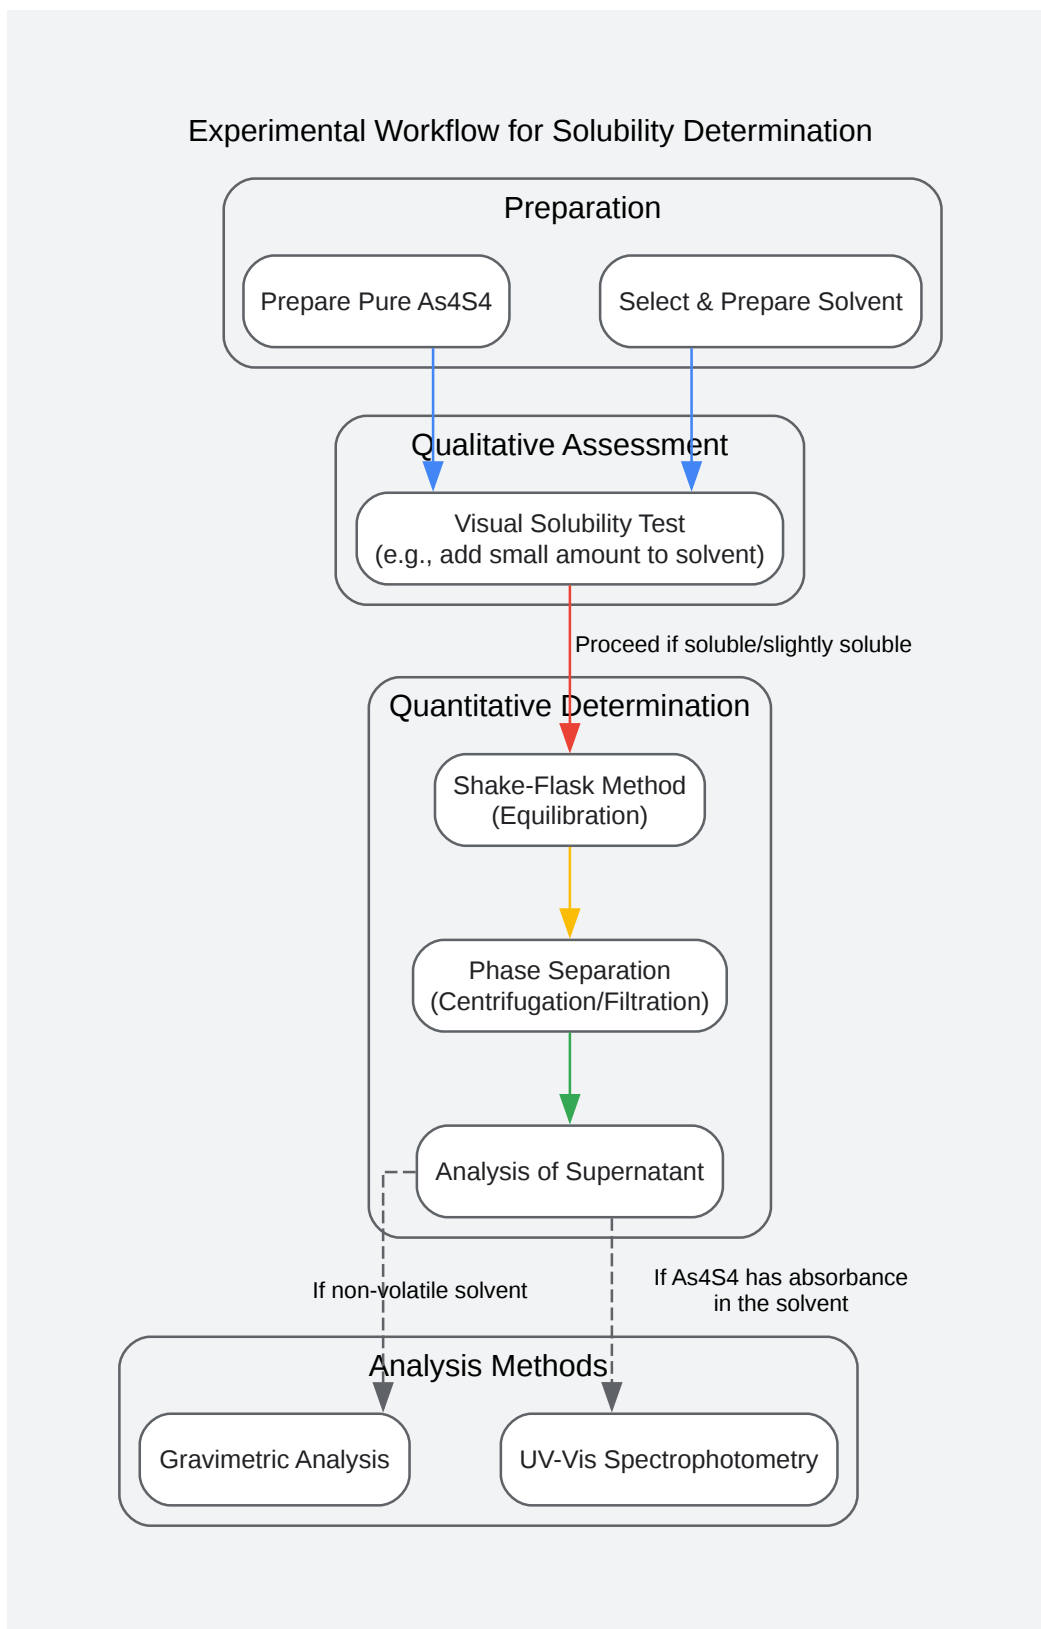 Experimental Workflow for Solubility Determination
Preparation
Prepare Pure As4S4
Select & Prepare Solvent
Qualitative Assessment
Visual Solubility Test
(e.g., add small amount to solvent)
Proceed if soluble/slightly soluble
Quantitative Determination
Shake-Flask Method
(Equilibration)
Phase Separation
(Centrifugation/Filtration)
Analysis of Supernatant
If non-volatile solvent
If As4S4 has absorbance
in the solvent
Analysis Methods
Gravimetric Analysis
UV-Vis Spectrophotometry